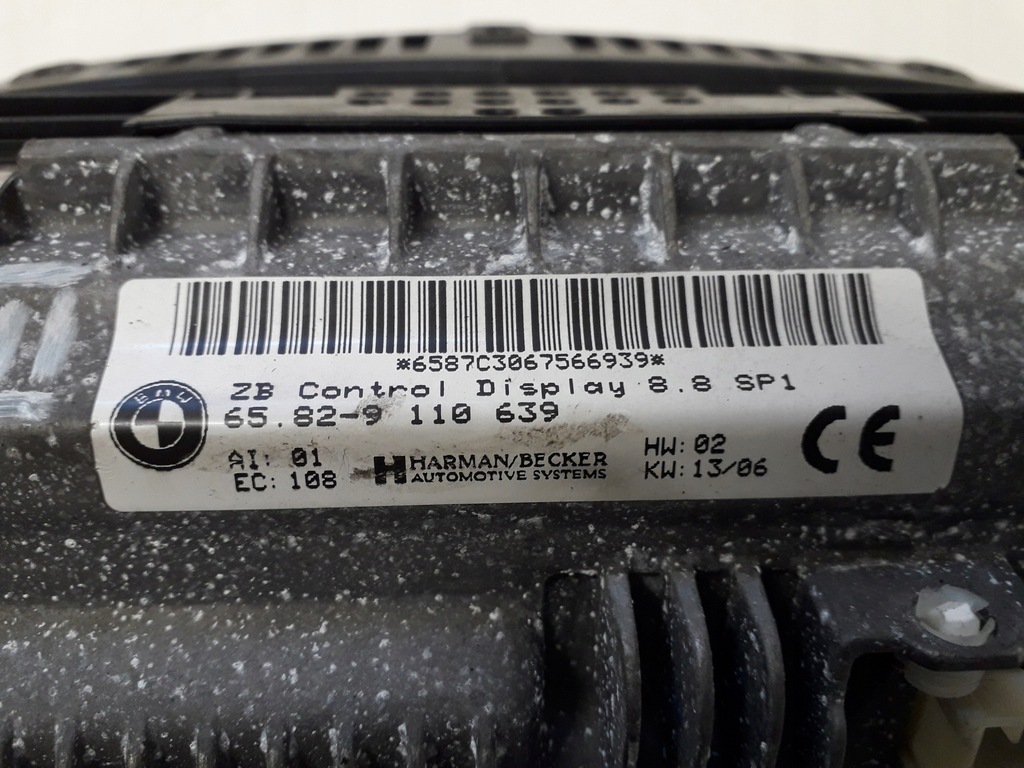 *6587C3067566939*
ZB Control Display 8.8 SP1
65.82-9 110 639
BMW
AI: 01
EC: 108
HARMAN/BECKER
AUTOMOTIVE SYSTEMS
HW: 02
KW: 13/06
CE